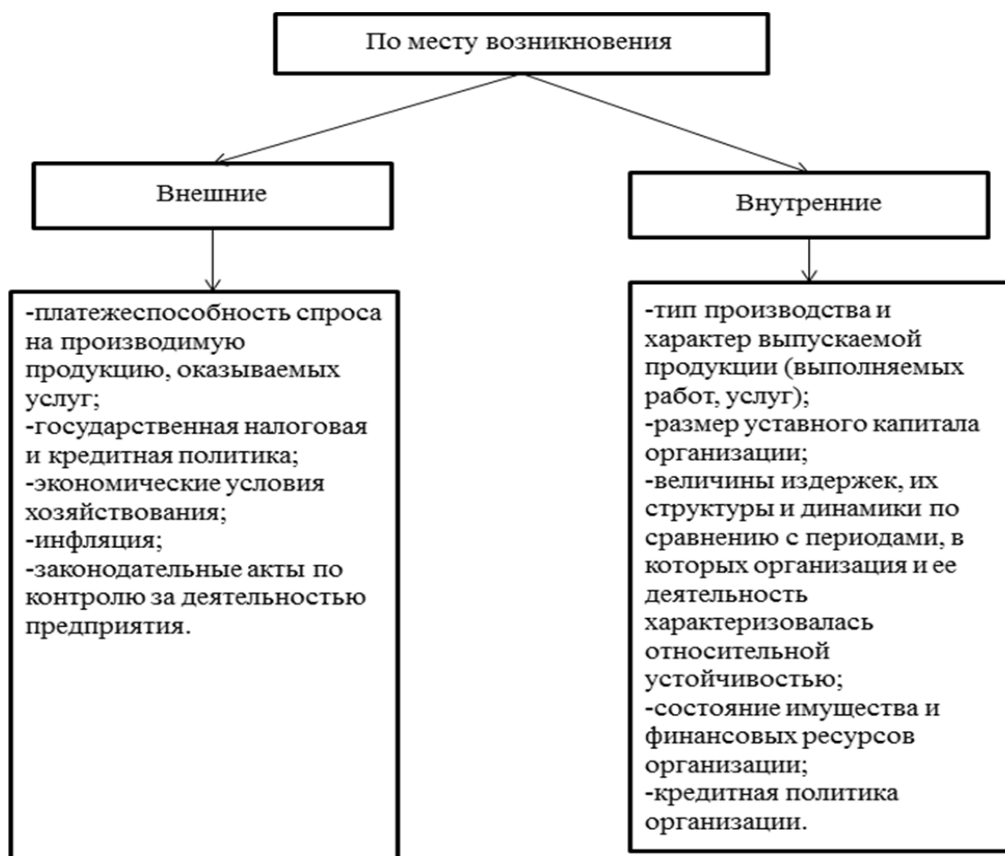 По месту возникновения
Внешние
Внутренние
-платежеспособность спроса
на производимую
продукцию, оказываемых
услуг;
-государственная налоговая
и кредитная политика;
-экономические условия
хозяйствования;
-инфляция;
-законодательные акты по
контролю за деятельностью
предприятия.
-тип производства и
характер выпускаемой
продукции (выполняемых
работ, услуг);
-размер уставного капитала
организации;
-величины издержек, их
структуры и динамики по
сравнению с периодами, в
которых организация и ее
деятельность
характеризовалась
относительной
устойчивостью;
-состояние имущества и
финансовых ресурсов
организации;
-кредитная политика
организации.